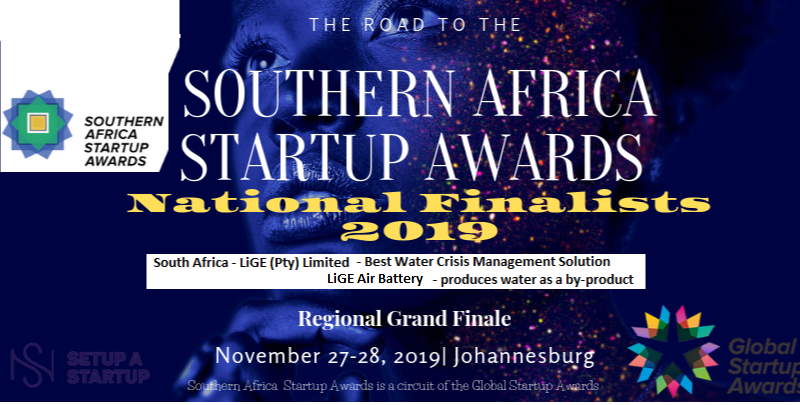 THE ROAD TO THE
SOUTHERN AFRICA
STARTUP AWARDS
SOUTHERN
AFRICA
STARTUP
AWARDS
National Finalists
2019
South Africa - LiGE (Pty) Limited - Best Water Crisis Management Solution
LiGE Air Battery - produces water as a by-product
Regional Grand Finale
November 27-28, 2019| Johannesburg
Southern Africa Startup Awards is a circuit of the Global Startup Awards
SN
SETUP A
STARTUP
Global
Startup
Awards